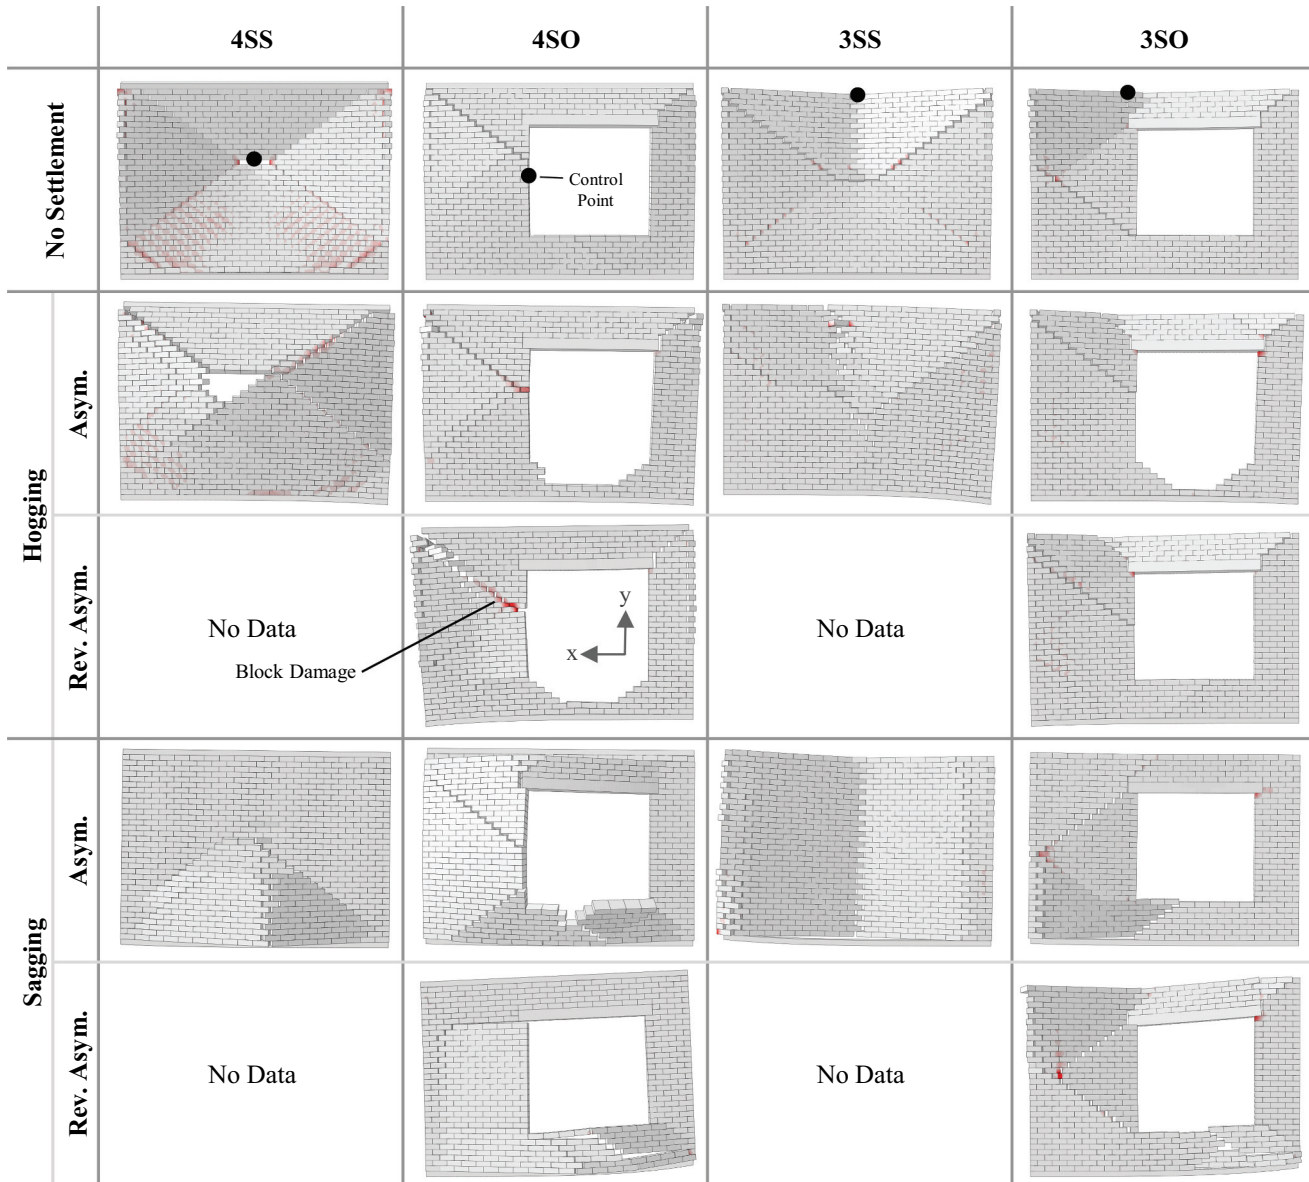 4SS
4SO
3SS
3SO
No Settlement
Control
Point
Hogging
Asym.
Rev. Asym.
No Data
Block Damage
y
x
No Data
Sagging
Asym.
Rev. Asym.
No Data
No Data